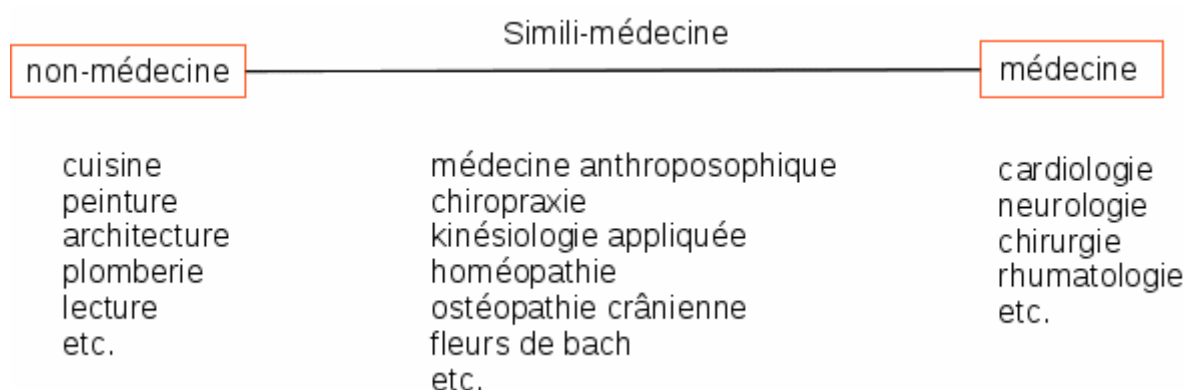 Simili-médecine
non-médecine
médecine
cuisine
peinture
architecture
plomberie
lecture
etc.
médecine anthroposophique
chiropraxie
kinésiologie appliquée
homéopathie
ostéopathie crânienne
fleurs de bach
etc.
cardiologie
neurologie
chirurgie
rhumatologie
etc.